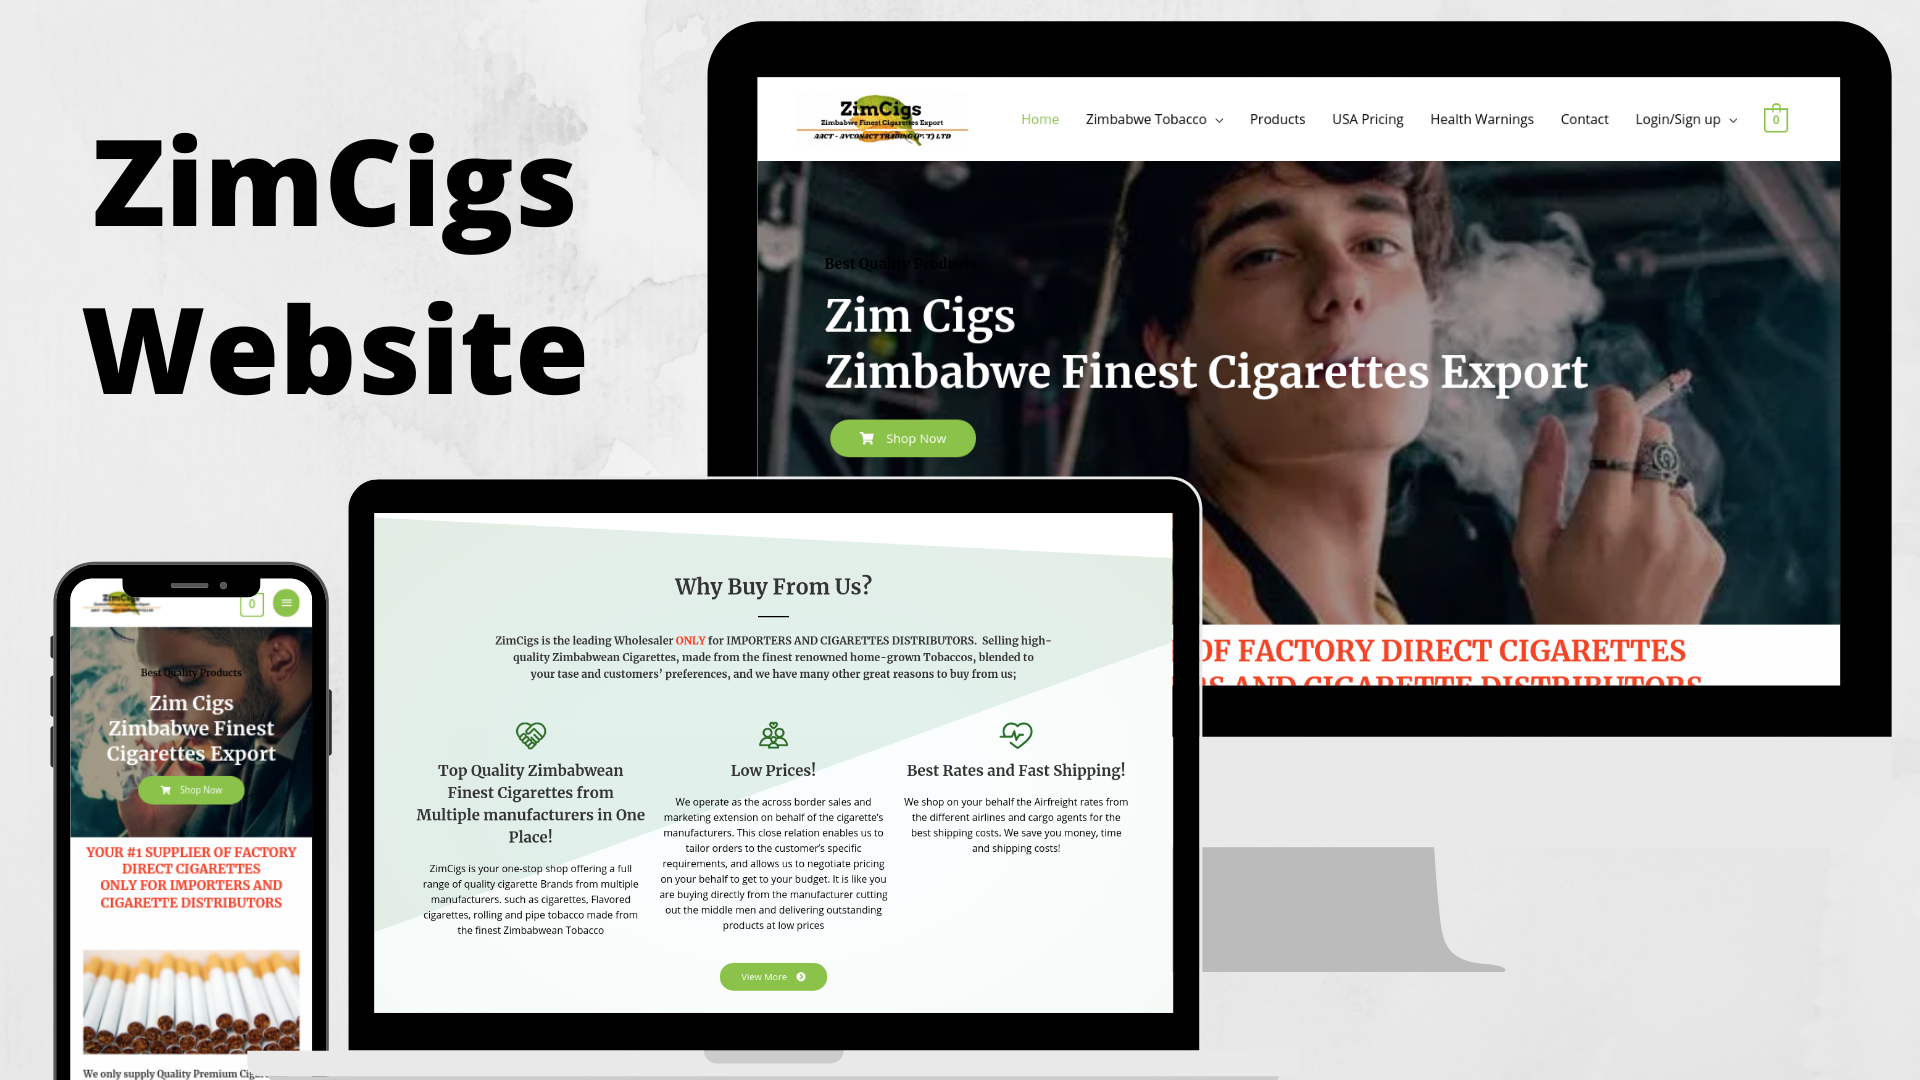 ZimCigs
Website
ZimCigs
Zimbabwe Finest Cigarettes Export
AACT - AVCONACT TRADING (PVT) LTD
Home
Zimbabwe Tobacco
Products
USA Pricing
Health Warnings
Contact
Login/Sign up
0
Best Quality Products
Zim Cigs
Zimbabwe Finest Cigarettes Export
Shop Now
OF FACTORY DIRECT CIGARETTES
RS AND CIGARETTE DISTRIBUTORS
Why Buy From Us?
ZimCigs is the leading Wholesaler ONLY for IMPORTERS AND CIGARETTES DISTRIBUTORS. Selling high-
quality Zimbabwean Cigarettes, made from the finest renowned home-grown Tobaccos, blended to
your tase and customers' preferences, and we have many other great reasons to buy from us;
Top Quality Zimbabwean
Finest Cigarettes from
Multiple manufacturers in One
Place!
ZimCigs is your one-stop shop offering a full
range of quality cigarette Brands from multiple
manufacturers. such as cigarettes, Flavored
cigarettes, rolling and pipe tobacco made from
the finest Zimbabwean Tobacco
Low Prices!
We operate as the across border sales and
marketing extension on behalf of the cigarette's
manufacturers. This close relation enables us to
tailor orders to the customer's specific
requirements, and allows us to negotiate pricing
on your behalf to get to your budget. It is like you
are buying directly from the manufacturer cutting
out the middle men and delivering outstanding
products at low prices
Best Rates and Fast Shipping!
We shop on your behalf the Airfreight rates from
the different airlines and cargo agents for the
best shipping costs. We save you money, time
and shipping costs!
View More
ZimCigs
0
Best Quality Products
Zim Cigs
Zimbabwe Finest
Cigarettes Export
Shop Now
YOUR #1 SUPPLIER OF FACTORY
DIRECT CIGARETTES
ONLY FOR IMPORTERS AND
CIGARETTE DISTRIBUTORS
We only supply Quality Premium